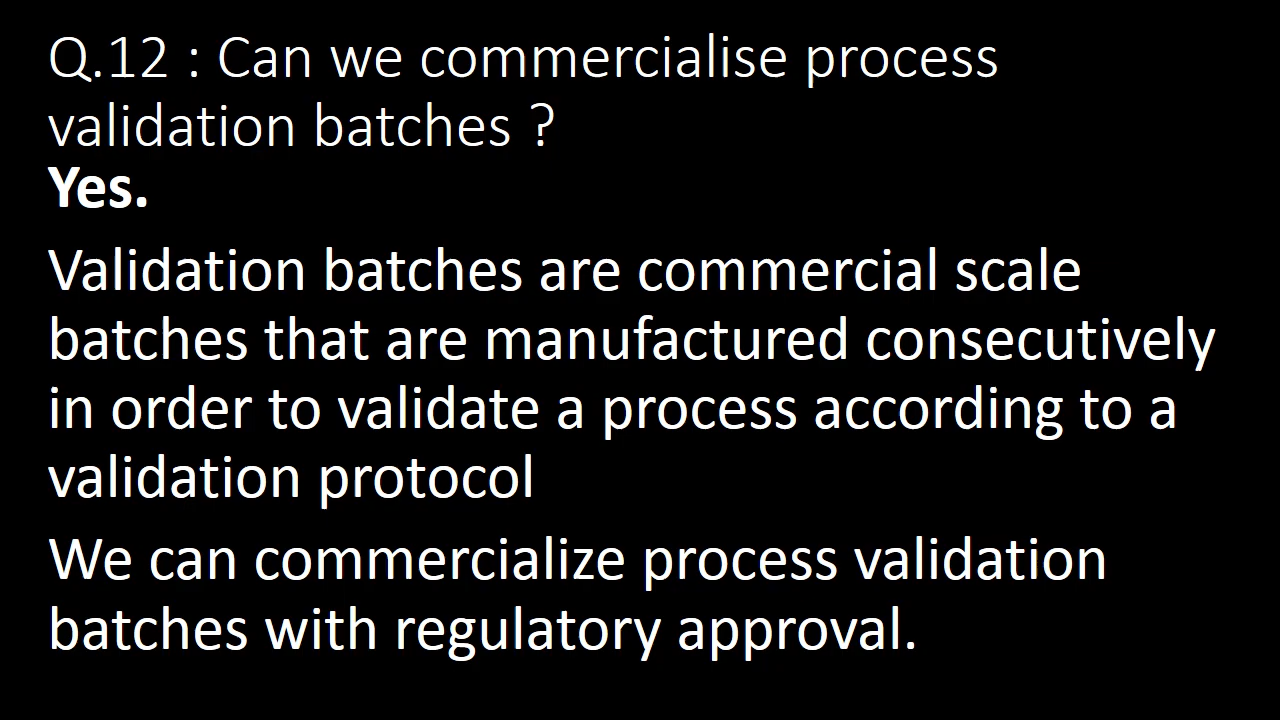 Q.12 : Can we commercialise process
validation batches ?
Yes.
Validation batches are commercial scale
batches that are manufactured consecutively
in order to validate a process according to a
validation protocol
We can commercialize process validation
batches with regulatory approval.